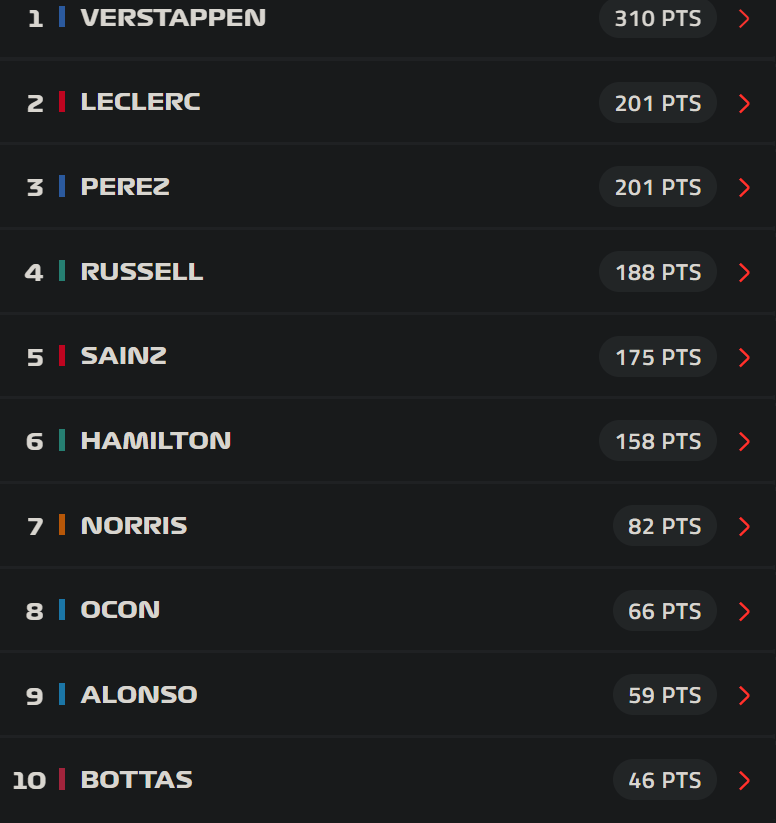 1 VERSTAPPEN 310 PTS
2 LECLERC 201 PTS
3 PEREZ 201 PTS
4 RUSSELL 188 PTS
5 SAINZ 175 PTS
6 HAMILTON 158 PTS
7 NORRIS 82 PTS
8 OCON 66 PTS
9 ALONSO 59 PTS
10 BOTTAS 46 PTS